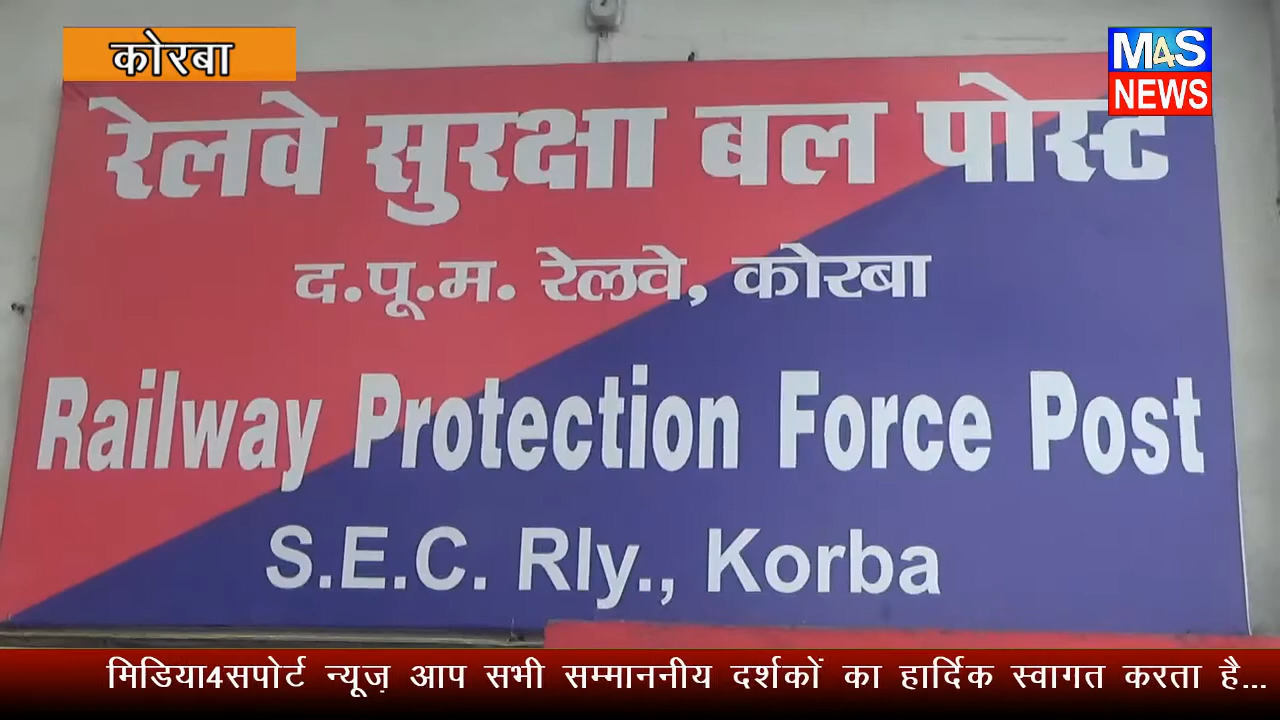 कोरबा
M4S
NEWS
रेलवे सुरक्षा बल पोस्ट
द.पू.म. रेलवे, कोरबा
Railway Protection Force Post
S.E.C. Rly., Korba
मिडिया4सपोर्ट न्यूज़ आप सभी सम्माननीय दर्शकों का हार्दिक स्वागत करता है...